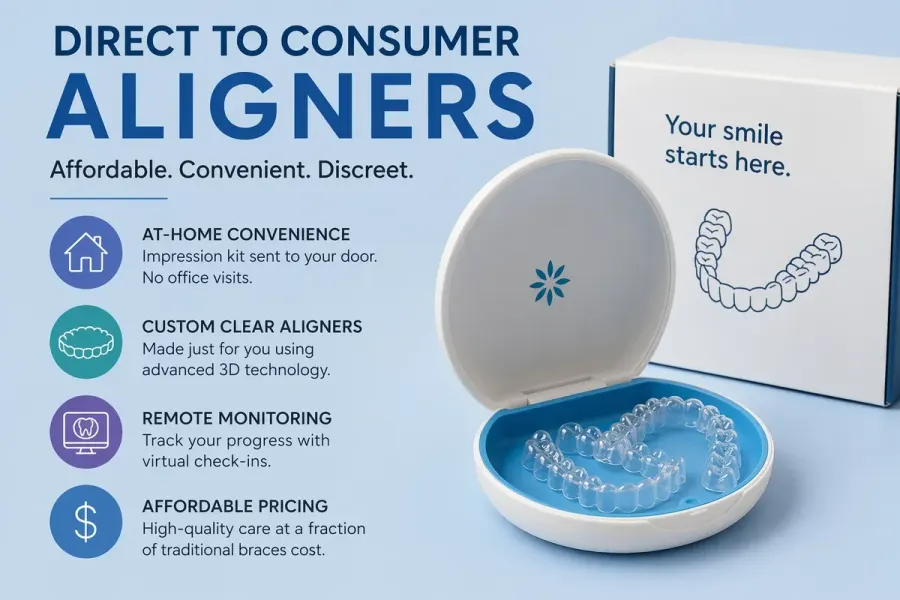 DIRECT TO CONSUMER
ALIGNERS
Affordable. Convenient. Discreet.
AT-HOME CONVENIENCE
Impression kit sent to your door.
No office visits.
CUSTOM CLEAR ALIGNERS
Made just for you using
advanced 3D technology.
REMOTE MONITORING
Track your progress with
virtual check-ins.
$
AFFORDABLE PRICING
High-quality care at a fraction
of traditional braces cost.
Your smile
starts here.